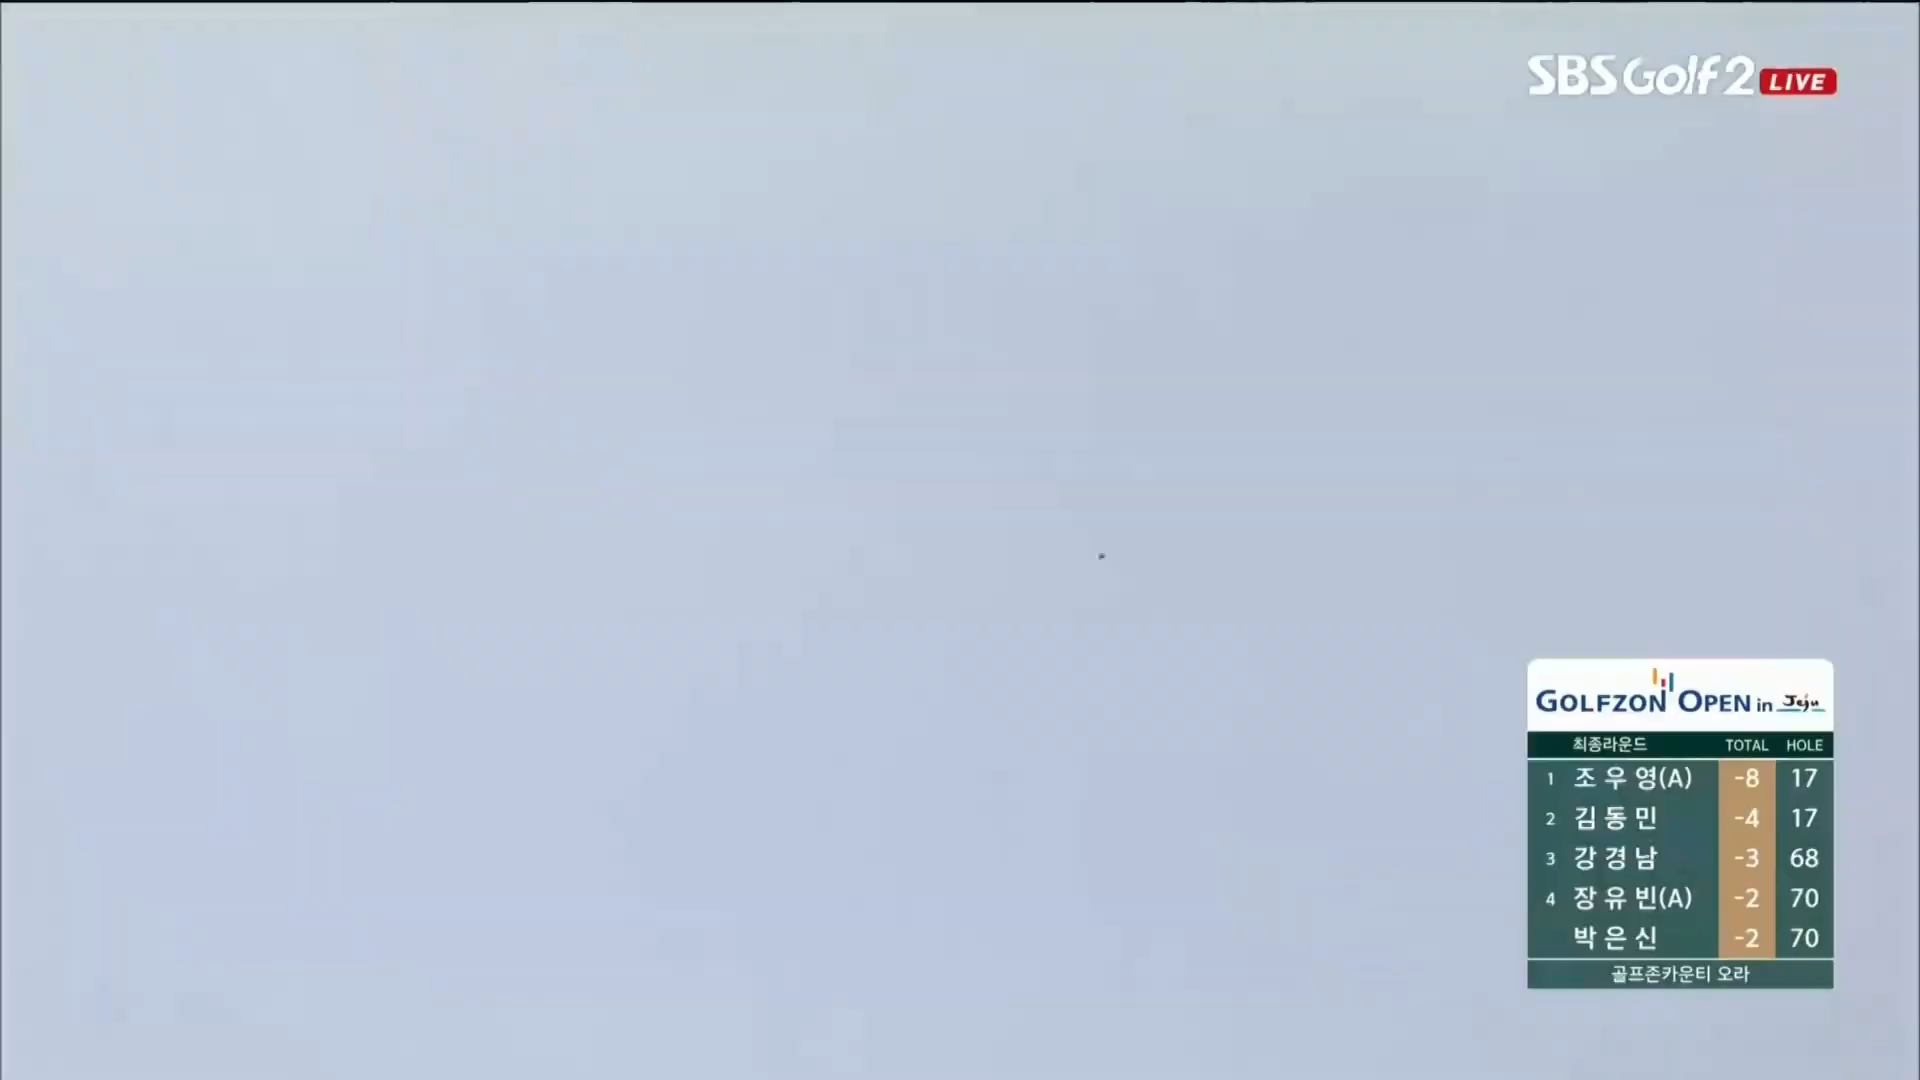 SBS Golf 2 LIVE
GOLFZON OPEN in Jeju
최종라운드 TOTAL HOLE
1 조우영(A) -8 17
2 김동민 -4 17
3 강경남 -3 68
4 장유빈(A) -2 70
박은신 -2 70
골프존카운티 오라